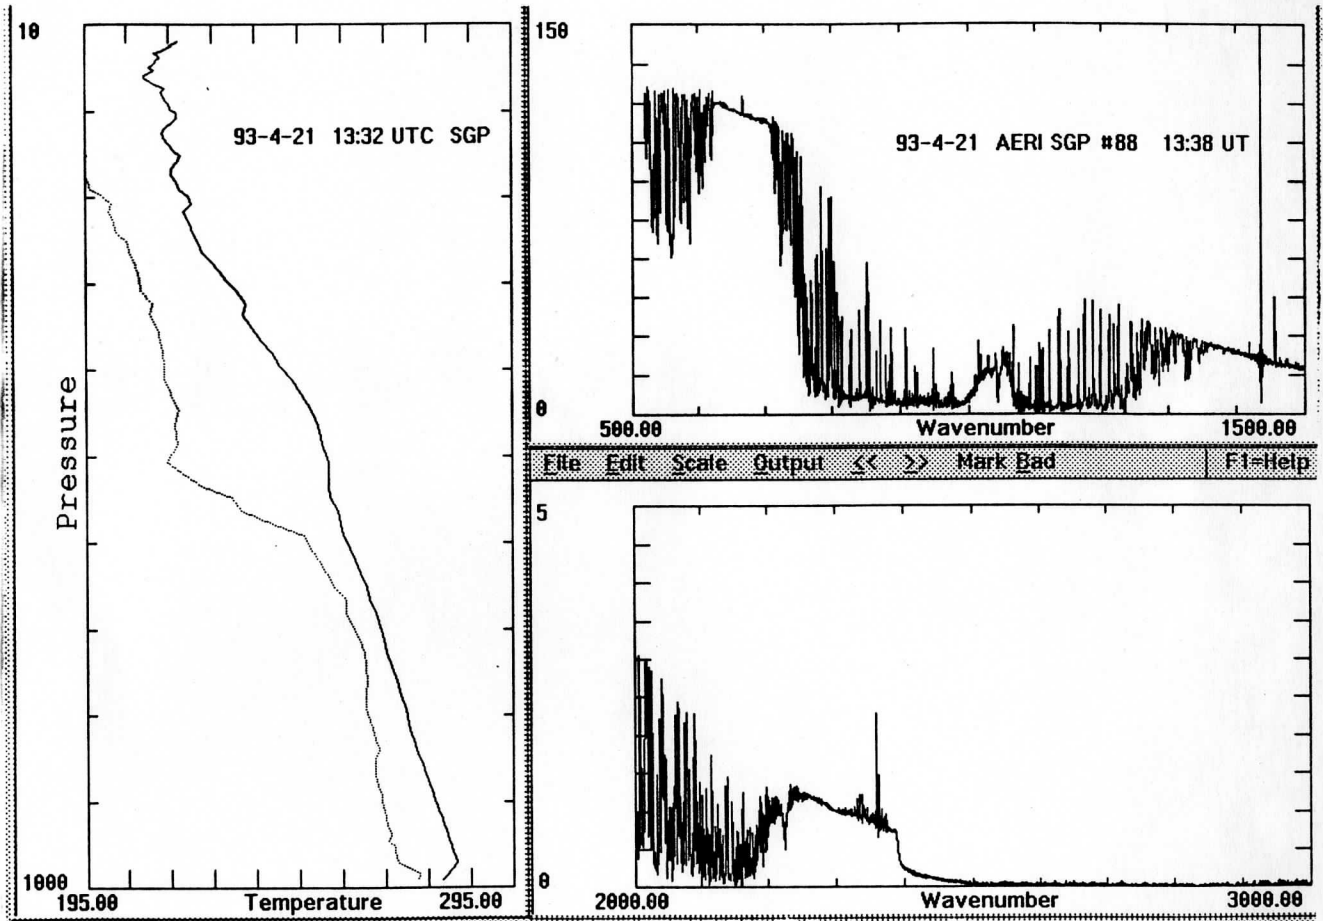 10
93-4-21 13:32 UTC SGP
Pressure
1000
195.00 Temperature 295.00
150
93-4-21 AERI SGP #88 13:38 UT
0
500.00 Wavenumber 1500.00
File Edit Scale Output << >> Mark Bad F1=Help
5
0
2000.00 Wavenumber 3000.00